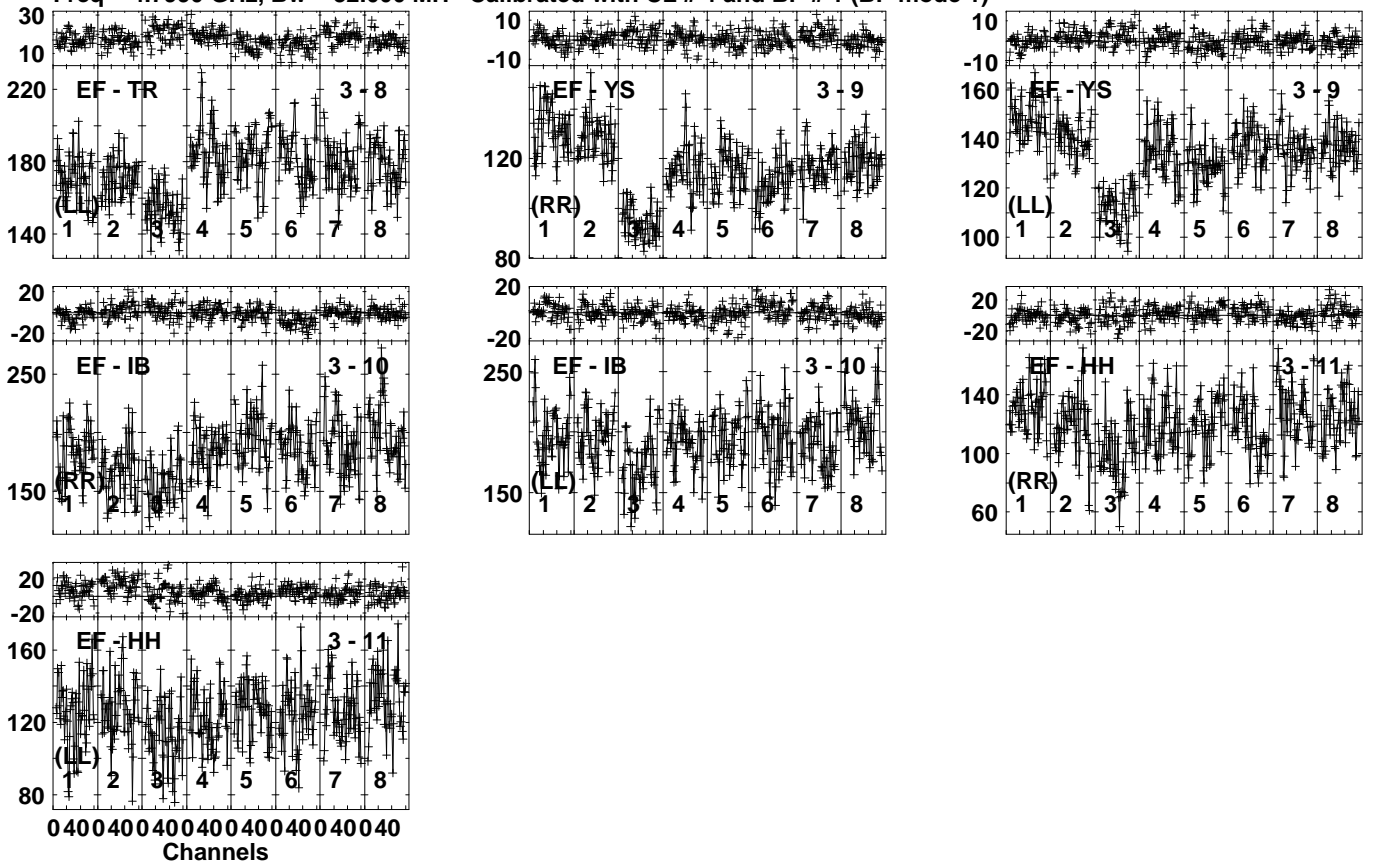 30
10
220
180
140
EF - TR 3 - 8
(LL)
1 2 3 4 5 6 7 8
10
-10
120
80
EF - YS 3 - 9
(RR)
1 2 3 4 5 6 7 8
10
-10
160
140
120
100
EF - YS 3 - 9
(LL)
1 2 3 4 5 6 7 8
20
-20
250
150
EF - IB 3 - 10
(RR)
1 2 3 4 5 6 7 8
20
-20
250
150
EF - IB 3 - 10
(LL)
1 2 3 4 5 6 7 8
20
-20
140
100
60
EF - HH 3 - 11
(RR)
1 2 3 4 5 6 7 8
20
-20
160
120
80
EF - HH 3 - 11
(LL)
1 2 3 4 5 6 7 8
0 40 0 40 0 40 0 40 0 40 0 40 0 40 0 40
Channels